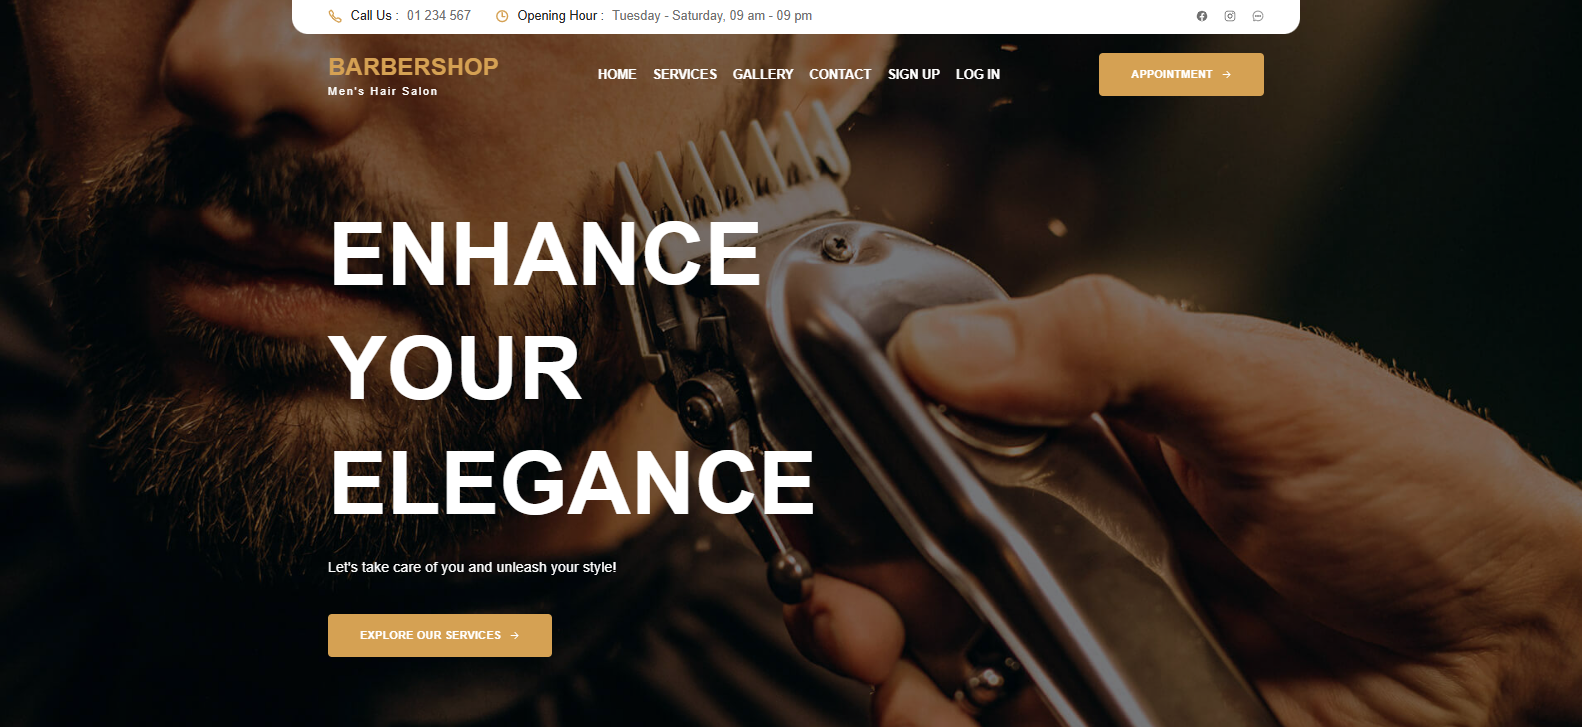 Call Us : 01 234 567 Opening Hour : Tuesday - Saturday, 09 am - 09 pm
BARBERSHOP
Men's Hair Salon
HOME SERVICES GALLERY CONTACT SIGN UP LOG IN
APPOINTMENT →
ENHANCE
YOUR
ELEGANCE
Let's take care of you and unleash your style!
EXPLORE OUR SERVICES →